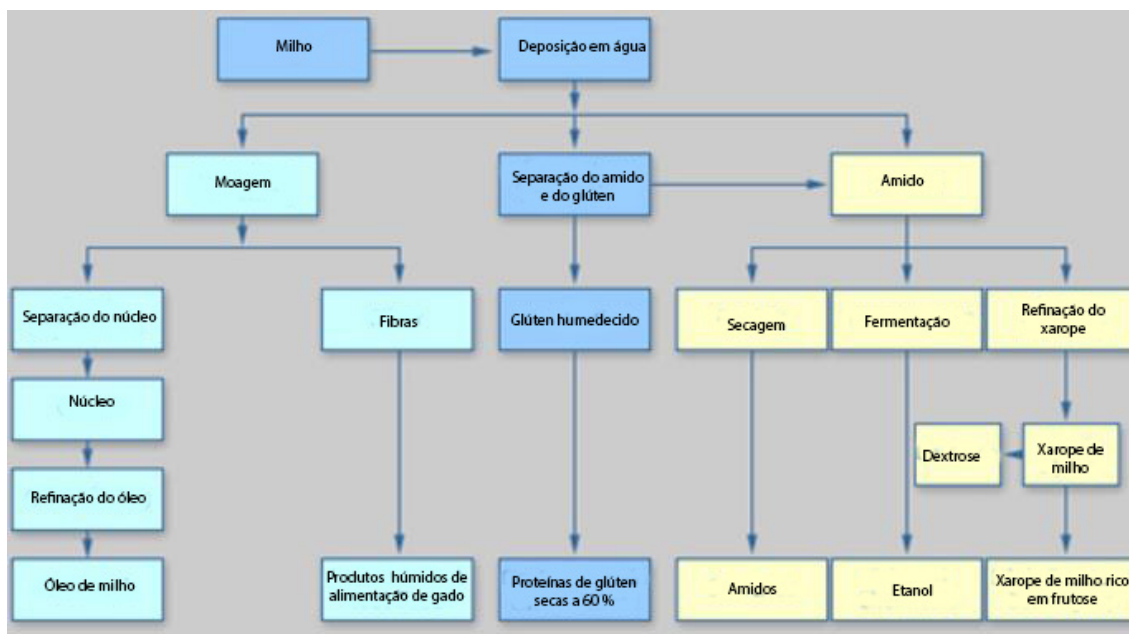 Milho
Deposição em água
Moagem
Separação do amido
e do glúten
Amido
Separação do núcleo
Fibras
Glúten humedecido
Secagem
Fermentação
Refinação do
xarope
Núcleo
Dextrose
Xarope de
milho
Refinação do óleo
Óleo de milho
Produtos húmidos de
alimentação de gado
Proteínas de glúten
secas a 60 %
Amidos
Etanol
Xarope de milho rico
em frutose